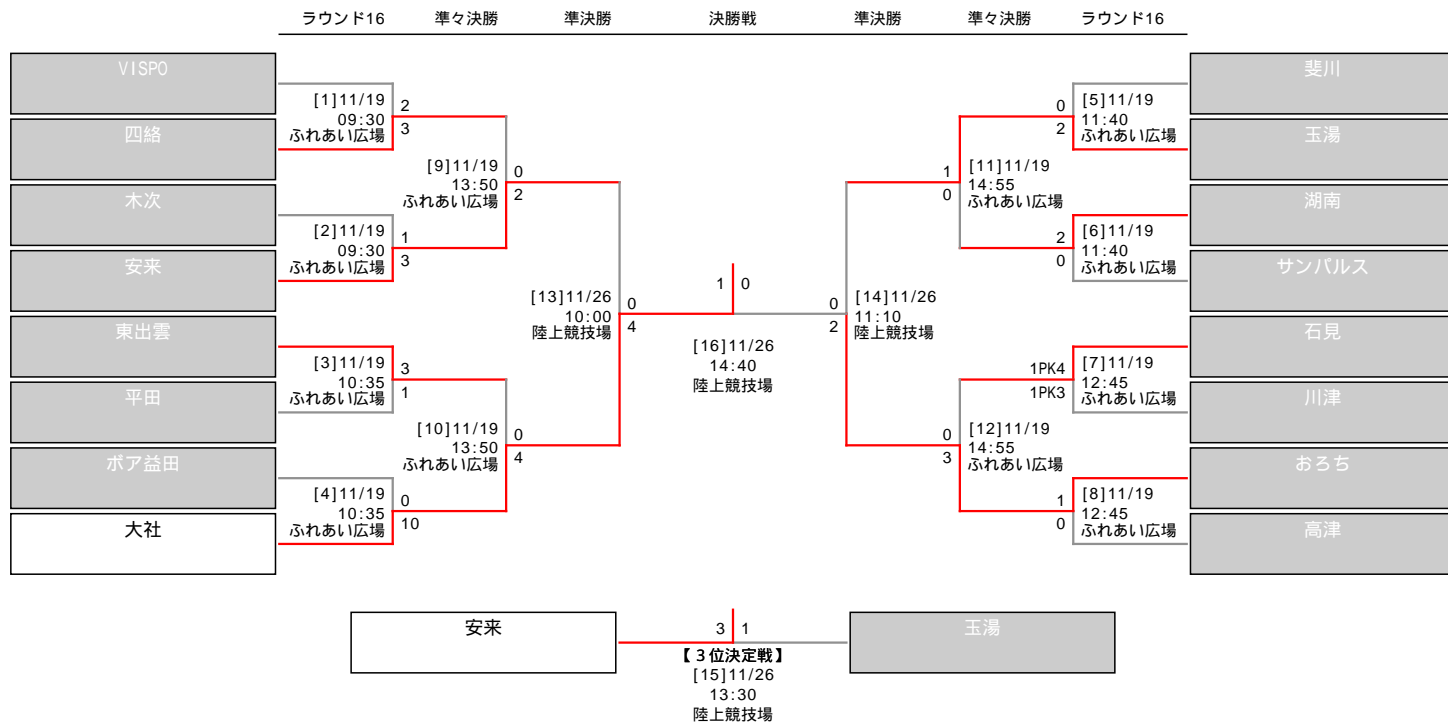 ラウンド16 準々決勝 準決勝 決勝戦 準決勝 準々決勝 ラウンド16
VISPO
四絡
木次
安来
東出雲
平田
ボア益田
大社
[1]11/19
09:30
ふれあい広場
2
3
[2]11/19
09:30
ふれあい広場
1
3
[3]11/19
10:35
ふれあい広場
3
1
[4]11/19
10:35
ふれあい広場
0
10
[9]11/19
13:50
ふれあい広場
0
2
[10]11/19
13:50
ふれあい広場
0
4
[13]11/26
10:00
陸上競技場
0
4
1 0
[16]11/26
14:40
陸上競技場
0
2
[14]11/26
11:10
陸上競技場
1
0
[11]11/19
14:55
ふれあい広場
0
3
[12]11/19
14:55
ふれあい広場
0
2
[5]11/19
11:40
ふれあい広場
2
0
[6]11/19
11:40
ふれあい広場
1PK4
1PK3
[7]11/19
12:45
ふれあい広場
1
0
[8]11/19
12:45
ふれあい広場
斐川
玉湯
湖南
サンパルス
石見
川津
おろち
高津
安来 3 1 玉湯
【3位決定戦】
[15]11/26
13:30
陸上競技場